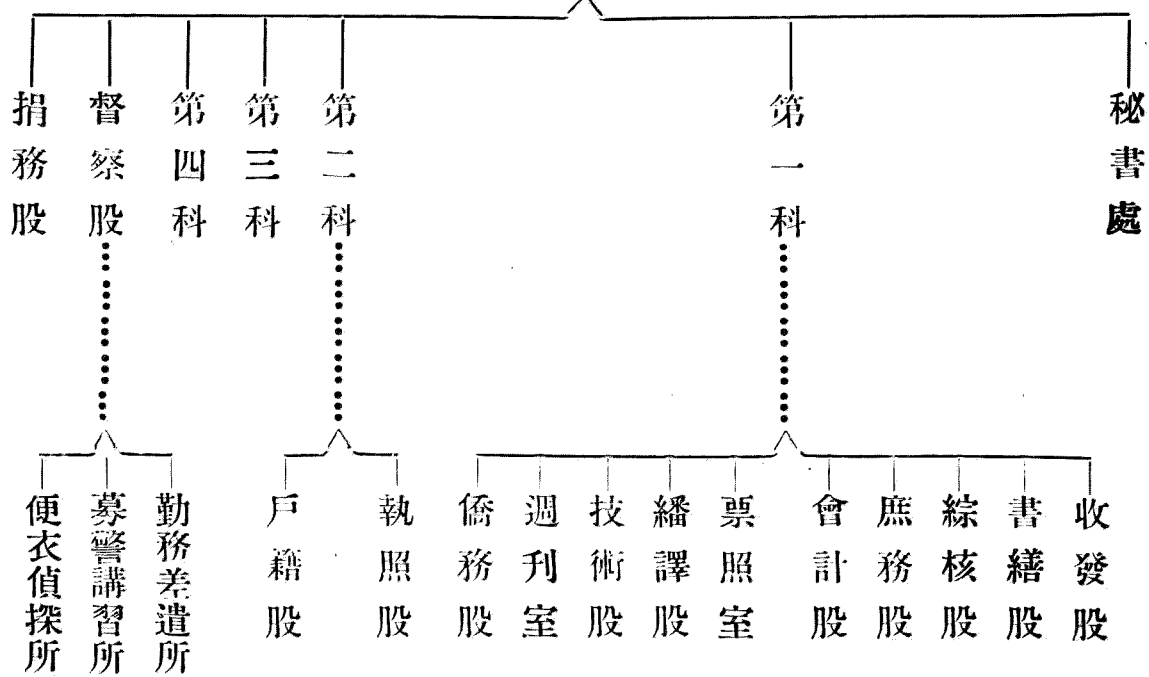 秘書處
第一科
第二科
第三科
第四科
督察股
捐務股
收發股
書繕股
綜核股
庶務股
會計股
票照室
繙譯股
技術股
週刊室
僑務股
執照股
戶籍股
勤務差遣所
募警講習所
便衣偵探所